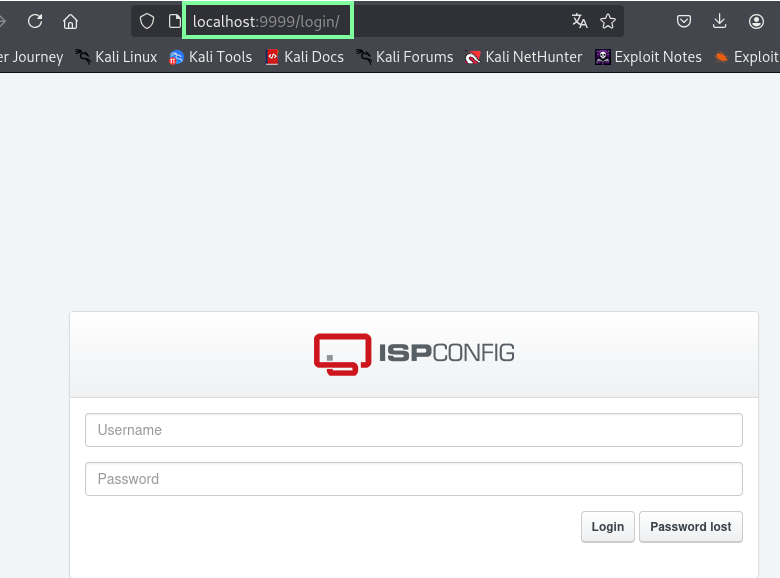 localhost:9999/login/
er Journey Kali Linux Kali Tools Kali Docs Kali Forums Kali NetHunter Exploit Notes Exploit
ISPCONFIG
Username
Password
Login Password lost